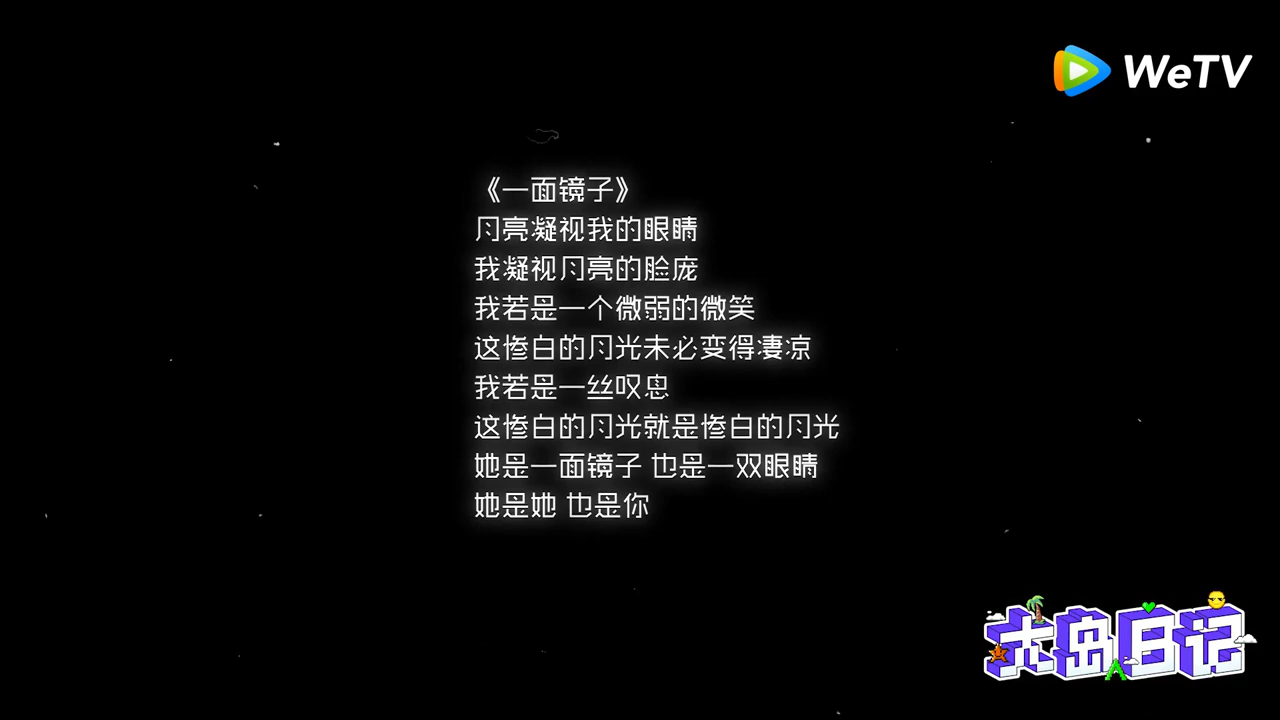 WeTV
《一面镜子》
月亮凝视我的眼睛
我凝视月亮的脸庞
我若是一个微弱的微笑
这惨白的月光未必变得凄凉
我若是一丝叹息
这惨白的月光就是惨白的月光
她是一面镜子 也是一双眼睛
她是她 也是你
大岛日记